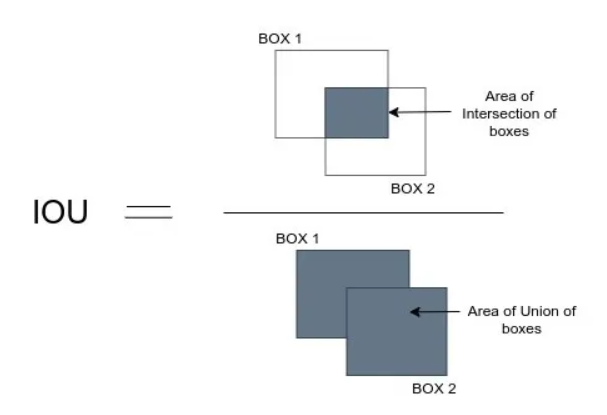 BOX 1
Area of
Intersection of
boxes
BOX 2
IOU
BOX 1
Area of Union of
boxes
BOX 2